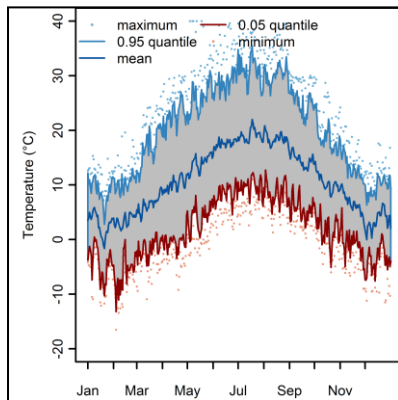 maximum 0.05 quantile
0.95 quantile minimum
mean
Temperature (°C)
40
30
20
10
0
-10
-20
Jan Mar May Jul Sep Nov